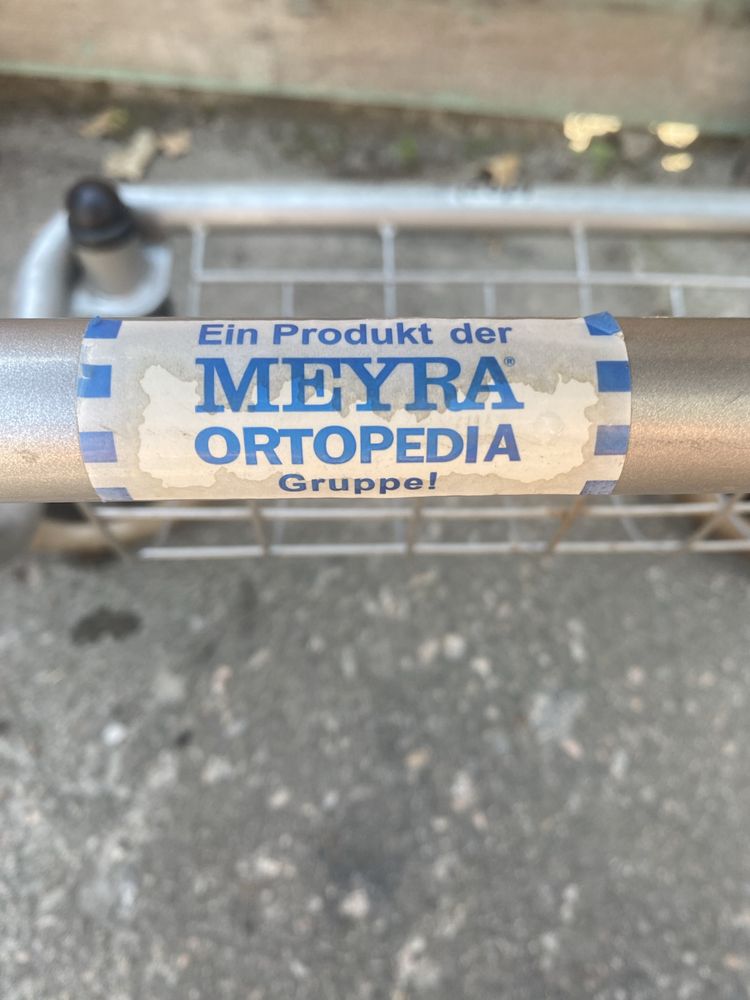 Ein Produkt der
MEYRA®
ORTOPEDIA
Gruppe!